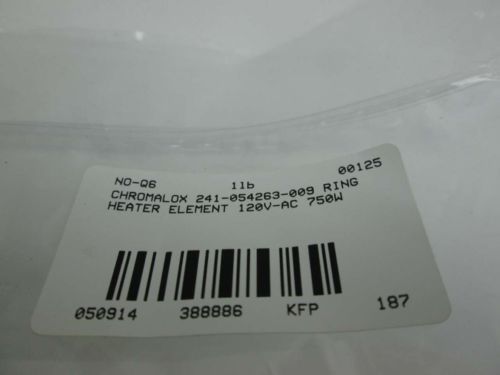 NO-Q6 1lb 00125
CHROMALOX 241-054263-009 RING
HEATER ELEMENT 120V-AC 750W
050914 388886 KFP 187